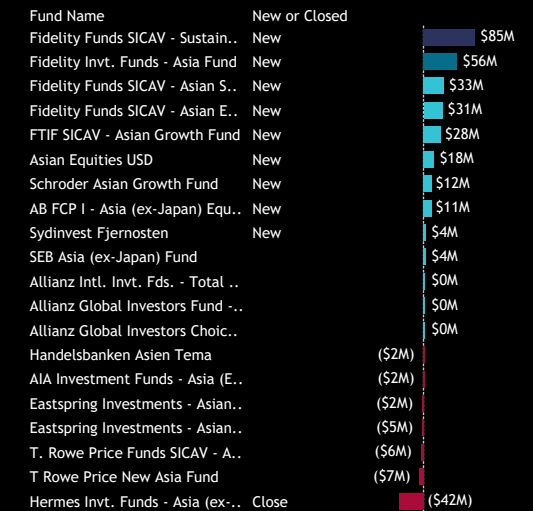 Fund Name New or Closed
Fidelity Funds SICAV - Sustain.. New $85M
Fidelity Invt. Funds - Asia Fund New $56M
Fidelity Funds SICAV - Asian S.. New $33M
Fidelity Funds SICAV - Asian E.. New $31M
FTIF SICAV - Asian Growth Fund New $28M
Asian Equities USD New $18M
Schroder Asian Growth Fund New $12M
AB FCP I - Asia (ex-Japan) Equ.. New $11M
Sydinvest Fjernosten New $4M
SEB Asia (ex-Japan) Fund $4M
Allianz Intl. Invt. Fds. - Total .. $0M
Allianz Global Investors Fund -.. $0M
Allianz Global Investors Choic.. $0M
Handelsbanken Asien Tema ($2M)
AIA Investment Funds - Asia (E.. ($2M)
Eastspring Investments - Asian.. ($2M)
Eastspring Investments - Asian.. ($5M)
T. Rowe Price Funds SICAV - A.. ($6M)
T Rowe Price New Asia Fund ($7M)
Hermes Invt. Funds - Asia (ex-.. Close ($42M)